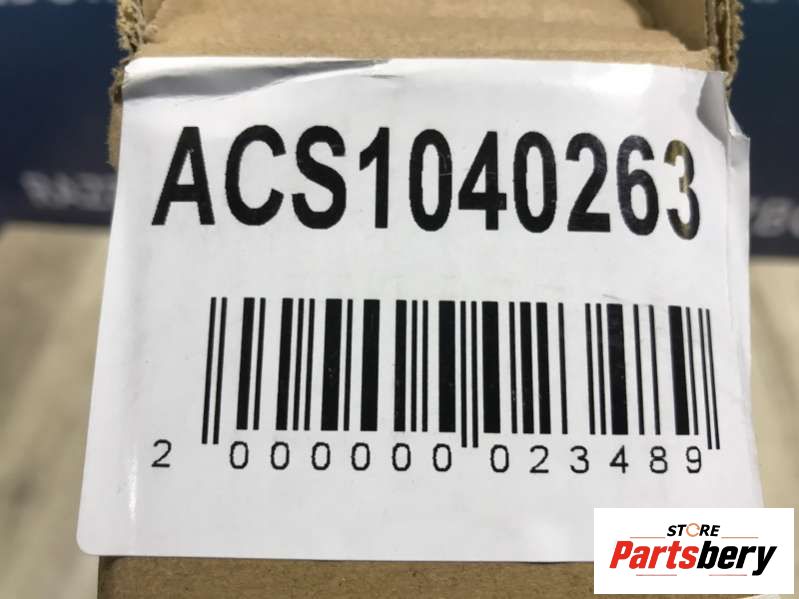 ACS1040263
2 000000 023489
STORE
Partsbery